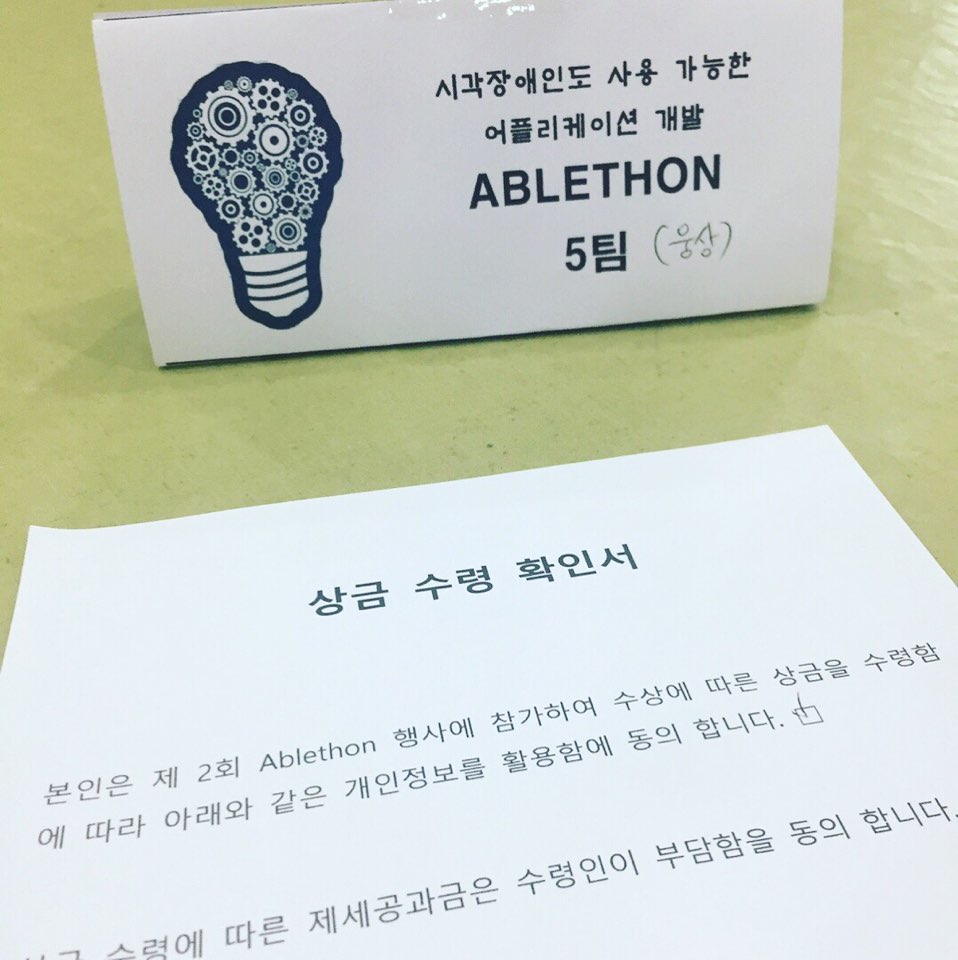 시각장애인도 사용 가능한
어플리케이션 개발
ABLETHON
5팀 (웅상)
상금 수령 확인서
본인은 제 2회 Ablethon 행사에 참가하여 수상에 따른 상금을 수령함
에 따라 아래와 같은 개인정보를 활용함에 동의 합니다.
상금 수령에 따른 제세공과금은 수령인이 부담함을 동의 합니다.